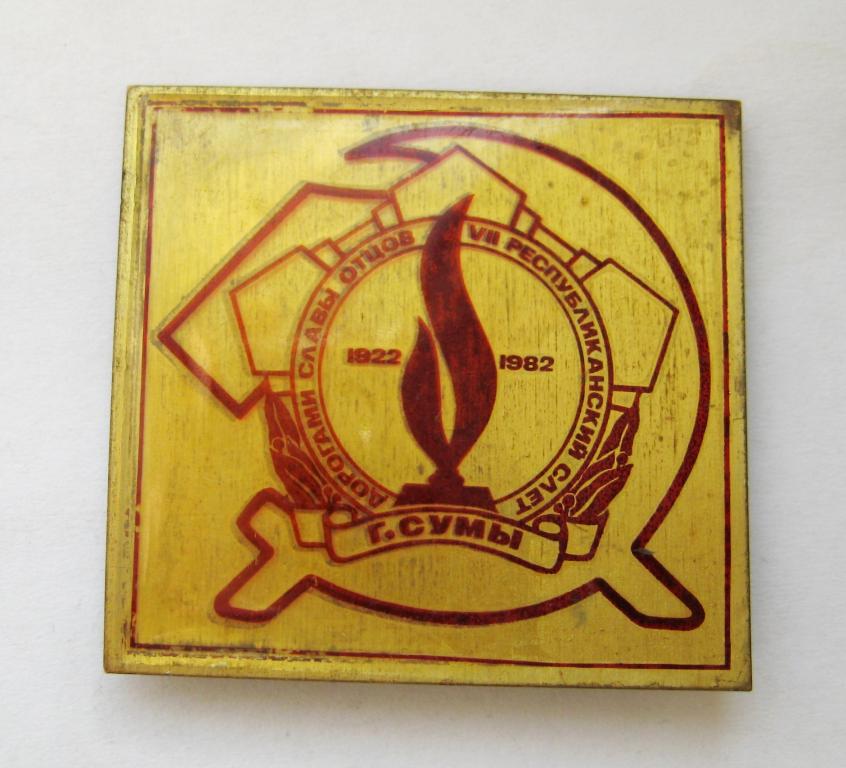 ДОРОГАМИ СЛАВЫ ОТЦОВ
VII РЕСПУБЛИКАНСКИЙ СЛЕТ
1922 1982
Г. СУМЫ